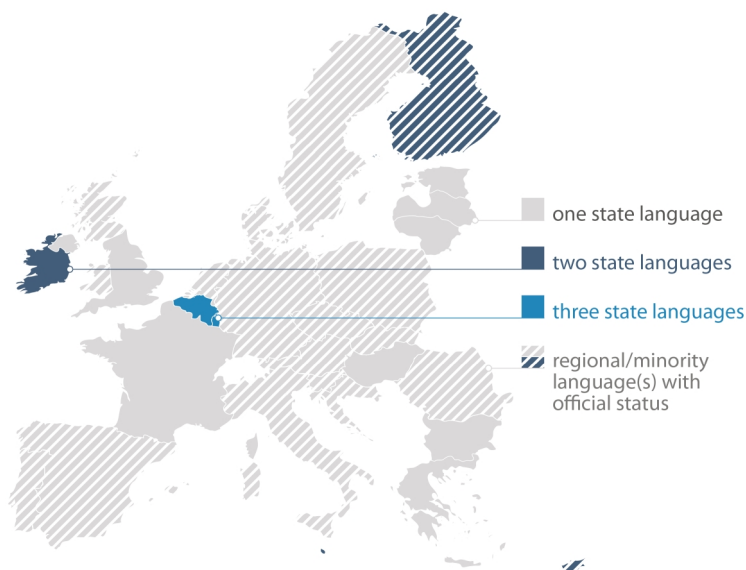 one state language
two state languages
three state languages
regional/minority
language(s) with
official status